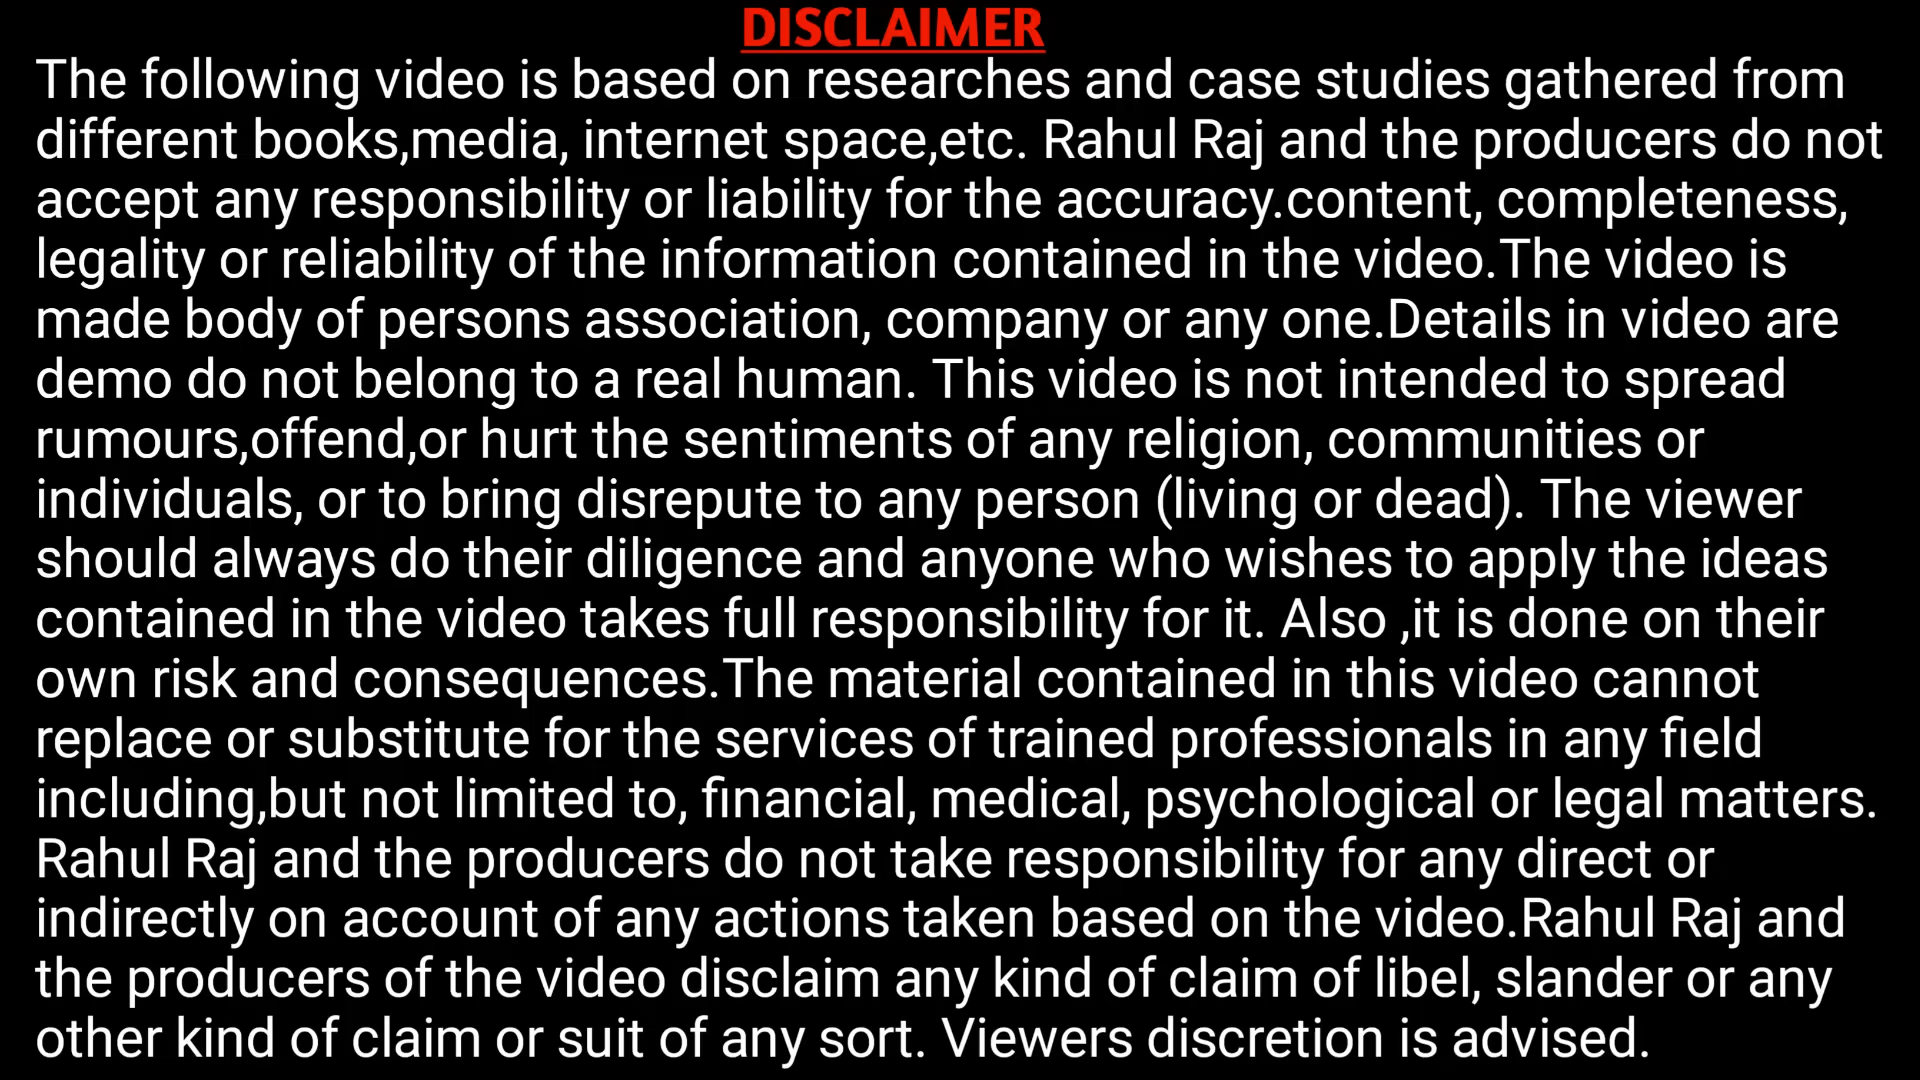 DISCLAIMER
The following video is based on researches and case studies gathered from
different books,media, internet space,etc. Rahul Raj and the producers do not
accept any responsibility or liability for the accuracy.content, completeness,
legality or reliability of the information contained in the video.The video is
made body of persons association, company or any one.Details in video are
demo do not belong to a real human. This video is not intended to spread
rumours,offend,or hurt the sentiments of any religion, communities or
individuals, or to bring disrepute to any person (living or dead). The viewer
should always do their diligence and anyone who wishes to apply the ideas
contained in the video takes full responsibility for it. Also ,it is done on their
own risk and consequences.The material contained in this video cannot
replace or substitute for the services of trained professionals in any field
including,but not limited to, financial, medical, psychological or legal matters.
Rahul Raj and the producers do not take responsibility for any direct or
indirectly on account of any actions taken based on the video.Rahul Raj and
the producers of the video disclaim any kind of claim of libel, slander or any
other kind of claim or suit of any sort. Viewers discretion is advised.